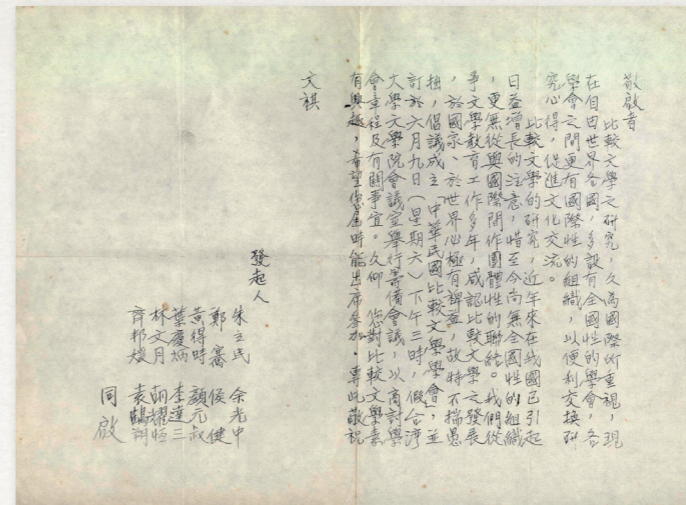 敬啟者
比較文學之研究，久為國際所重視，現
在自由世界各國，多設有全國性的學會，各
學會之間更有國際性的組織，以便利交換研
究心得，促進文化交流。
比較文學的研究，近年來在我國已引起
日益增長的注意，惜至今尚無全國性的組織
，更無從與國際間作團體性的聯絡。我們從
事文學教育工作多年，咸認比較文學之發展
，於國家、於世界必極有裨益，故特不揣愚
拙，倡議成立「中華民國比較文學學會」，並
訂於六月九日（星期六）下午三時，假台灣
大學文學院會議室舉行籌備會議，以商討學
會章程及有關事宜。久仰 您對比較文學素
有興趣，希望您屆時能出席參加。專此敬祝
文祺
發起人
朱立民 余光中
鄭騫 侯健
黃得時 顏元叔
葉慶炳 李達三
林文月 胡耀恒
齊邦媛 袁鶴翔
同啟